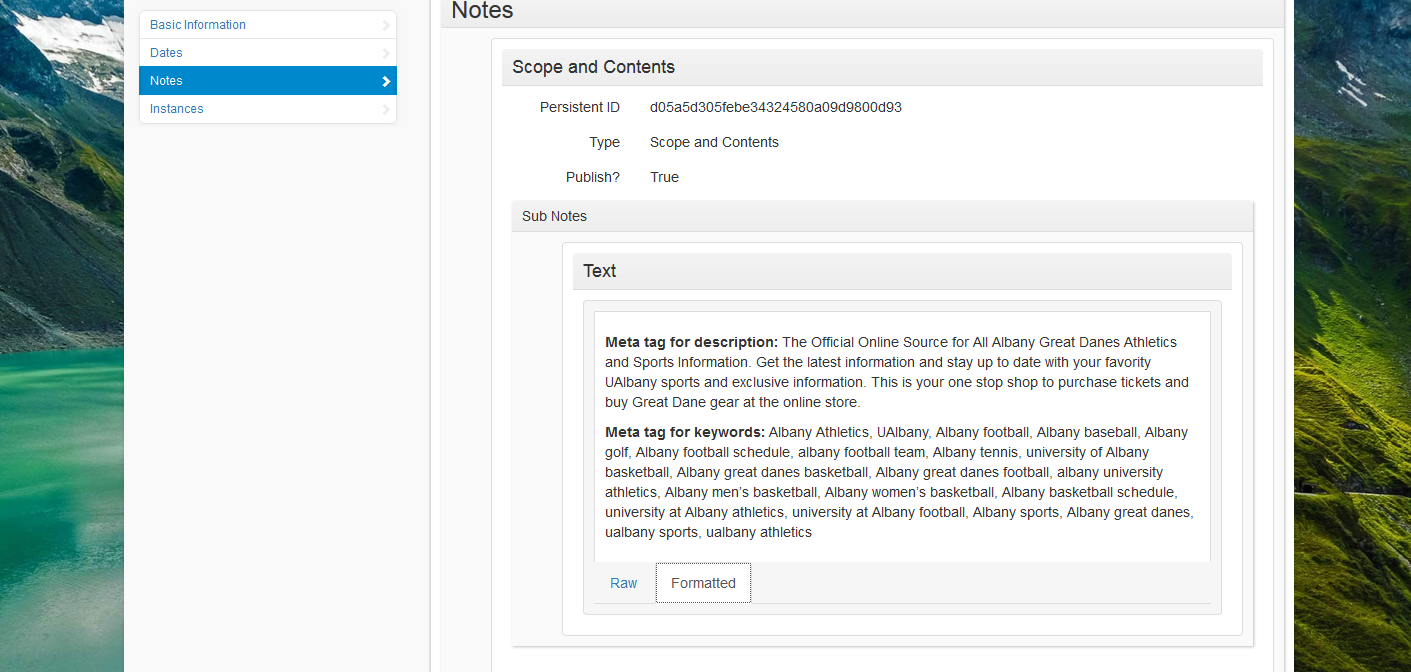 Basic Information
Dates
Notes
Instances
Notes
Scope and Contents
Persistent ID d05a5d305febe34324580a09d9800d93
Type Scope and Contents
Publish? True
Sub Notes
Text
Meta tag for description: The Official Online Source for All Albany Great Danes Athletics
and Sports Information. Get the latest information and stay up to date with your favority
UAlbany sports and exclusive information. This is your one stop shop to purchase tickets and
buy Great Dane gear at the online store.
Meta tag for keywords: Albany Athletics, UAlbany, Albany football, Albany baseball, Albany
golf, Albany football schedule, albany football team, Albany tennis, university of Albany
basketball, Albany great danes basketball, Albany great danes football, albany university
athletics, Albany men’s basketball, Albany women’s basketball, Albany basketball schedule,
university at Albany athletics, university at Albany football, Albany sports, Albany great danes,
ualbany sports, ualbany athletics
Raw Formatted